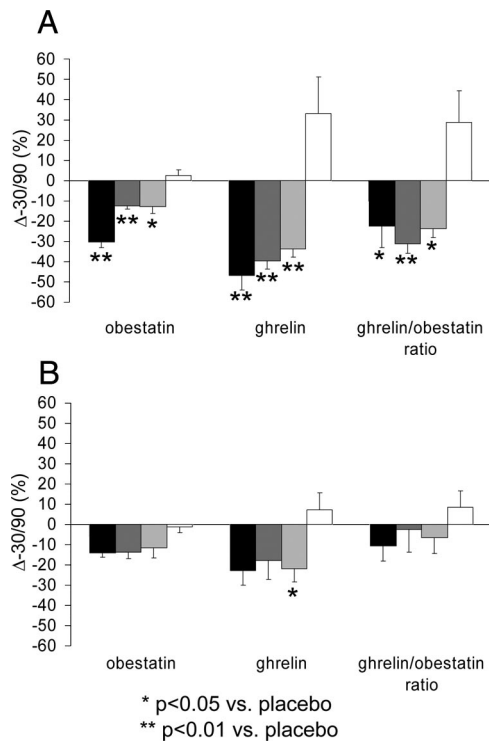 A
Δ-30/90 (%)
60
50
40
30
20
10
0
-10
-20
-30
-40
-50
-60
** ** *
** ** **
* ** *
obestatin ghrelin ghrelin/obestatin
ratio
B
Δ-30/90 (%)
60
50
40
30
20
10
0
-10
-20
-30
-40
-50
-60
*
obestatin ghrelin ghrelin/obestatin
ratio
* p<0.05 vs. placebo
** p<0.01 vs. placebo